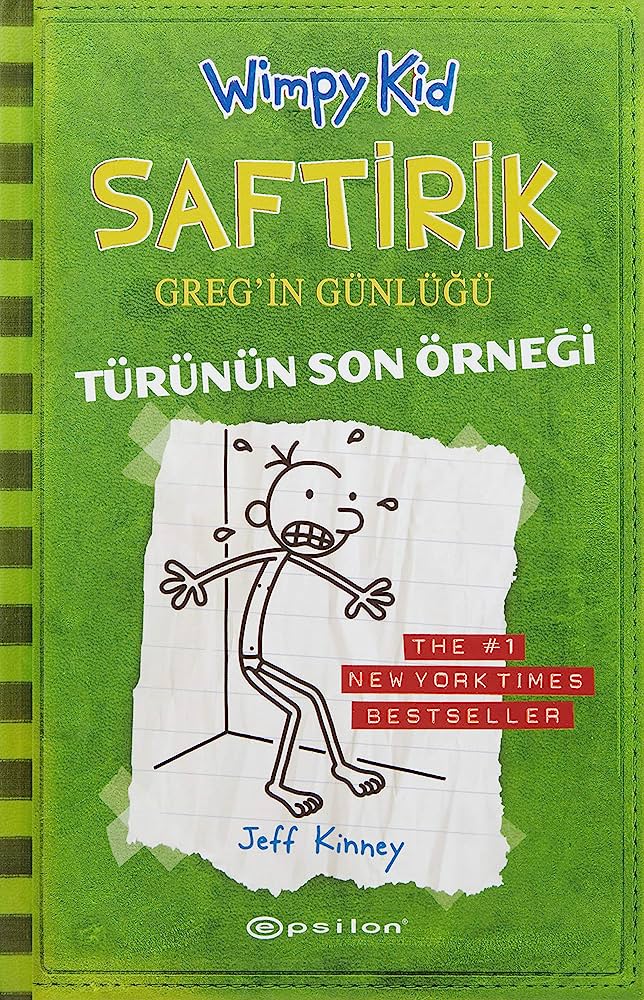 Wimpy Kid
SAFTİRİK
GREG'İN GÜNLÜĞÜ
TÜRÜNÜN SON ÖRNEĞİ
THE #1
NEW YORK TIMES
BESTSELLER
Jeff Kinney
epsilon®